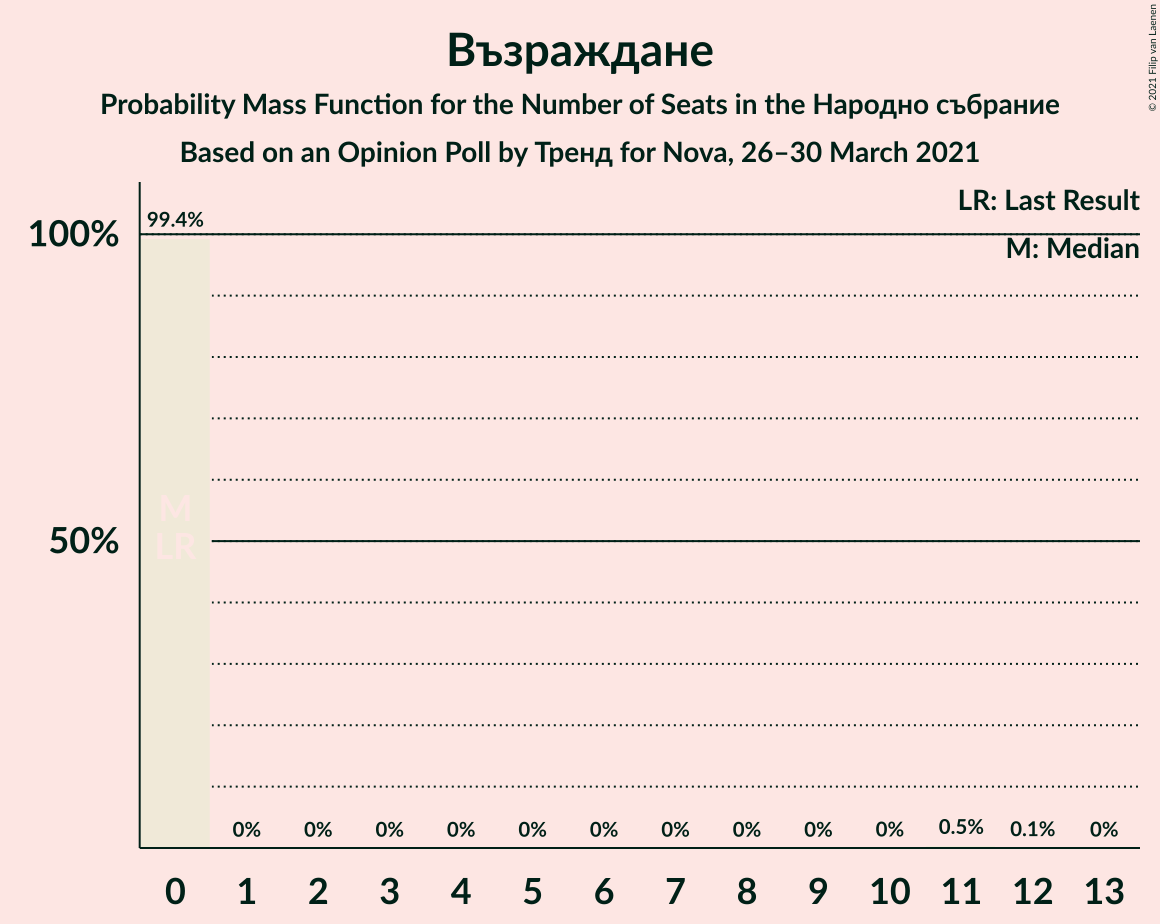 Възраждане
Probability Mass Function for the Number of Seats in the Народно събрание
Based on an Opinion Poll by Тренд for Nova, 26–30 March 2021
© 2021 Filip van Laenen
LR: Last Result
M: Median
99.4%
100%
M
LR
50%
0% 0% 0% 0% 0% 0% 0% 0% 0% 0% 0.5% 0.1% 0%
0 1 2 3 4 5 6 7 8 9 10 11 12 13